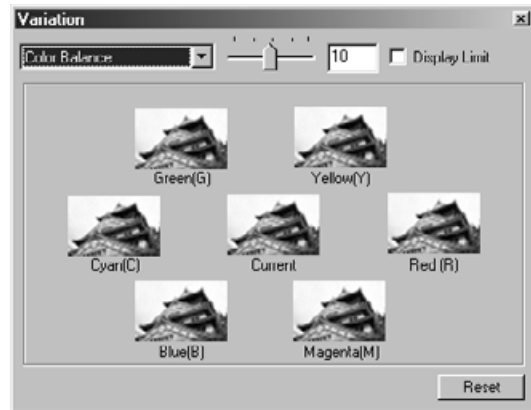 Variation
Color Balance 10 Display Limit
Green(G) Yellow(Y)
Cyan(C) Current Red (R)
Blue(B) Magenta(M)
Reset